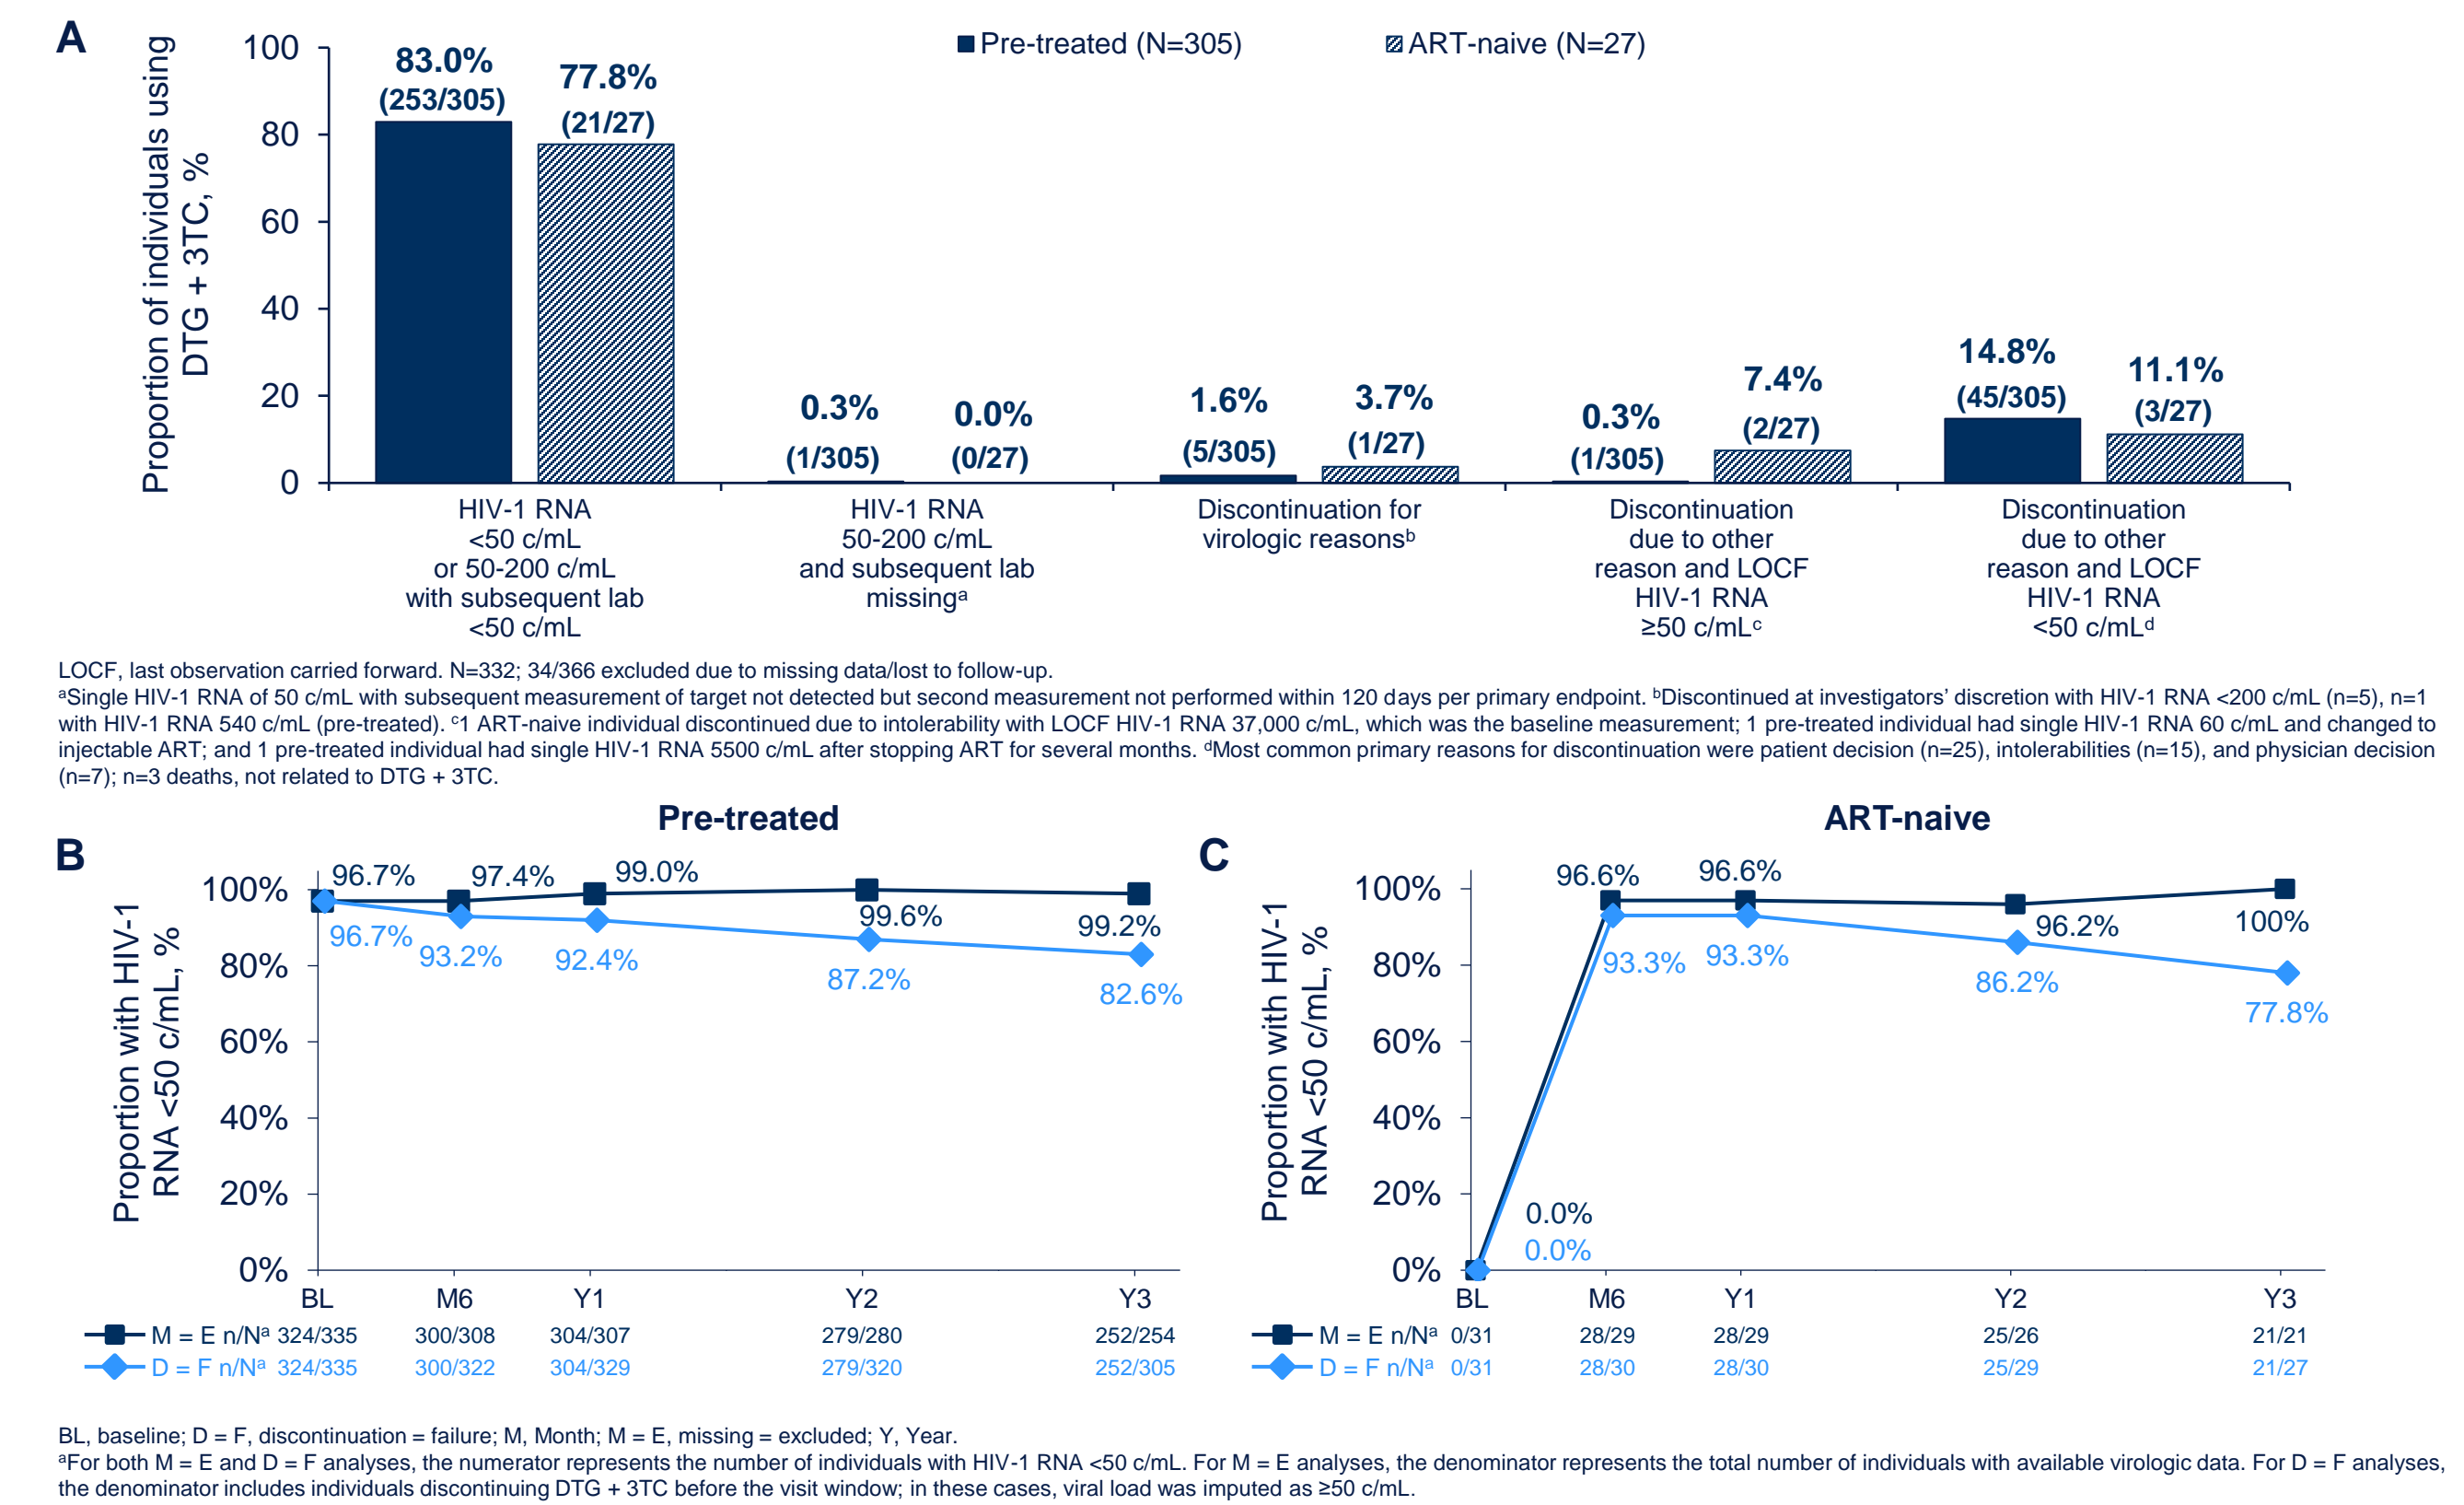 A
Proportion of individuals using
DTG + 3TC, %
100
80
60
40
20
0
Pre-treated (N=305)
ART-naive (N=27)
83.0%
(253/305)
77.8%
(21/27)
0.3%
(1/305)
0.0%
(0/27)
1.6%
(5/305)
3.7%
(1/27)
0.3%
(1/305)
7.4%
(2/27)
14.8%
(45/305)
11.1%
(3/27)
HIV-1 RNA
<50 c/mL
or 50-200 c/mL
with subsequent lab
<50 c/mL
HIV-1 RNA
50-200 c/mL
and subsequent lab
missingᵃ
Discontinuation for
virologic reasonsᵇ
Discontinuation
due to other
reason and LOCF
HIV-1 RNA
≥50 c/mLᶜ
Discontinuation
due to other
reason and LOCF
HIV-1 RNA
<50 c/mLᵈ
LOCF, last observation carried forward. N=332; 34/366 excluded due to missing data/lost to follow-up.
ᵃSingle HIV-1 RNA of 50 c/mL with subsequent measurement of target not detected but second measurement not performed within 120 days per primary endpoint. ᵇDiscontinued at investigators’ discretion with HIV-1 RNA <200 c/mL (n=5), n=1
with HIV-1 RNA 540 c/mL (pre-treated). ᶜ1 ART-naive individual discontinued due to intolerability with LOCF HIV-1 RNA 37,000 c/mL, which was the baseline measurement; 1 pre-treated individual had single HIV-1 RNA 60 c/mL and changed to
injectable ART; and 1 pre-treated individual had single HIV-1 RNA 5500 c/mL after stopping ART for several months. ᵈMost common primary reasons for discontinuation were patient decision (n=25), intolerabilities (n=15), and physician decision
(n=7); n=3 deaths, not related to DTG + 3TC.
B
Pre-treated
Proportion with HIV-1
RNA <50 c/mL, %
100%
80%
60%
40%
20%
0%
96.7%
97.4%
99.0%
99.6%
99.2%
96.7%
93.2%
92.4%
87.2%
82.6%
BL M6 Y1 Y2 Y3
M = E n/Nᵃ 324/335 300/308 304/307 279/280 252/254
D = F n/Nᵃ 324/335 300/322 304/329 279/320 252/305
C
ART-naive
Proportion with HIV-1
RNA <50 c/mL, %
100%
80%
60%
40%
20%
0%
96.6%
96.6%
96.2%
100%
93.3%
93.3%
86.2%
77.8%
0.0%
0.0%
BL M6 Y1 Y2 Y3
M = E n/Nᵃ 0/31 28/29 28/29 25/26 21/21
D = F n/Nᵃ 0/31 28/30 28/30 25/29 21/27
BL, baseline; D = F, discontinuation = failure; M, Month; M = E, missing = excluded; Y, Year.
ᵃFor both M = E and D = F analyses, the numerator represents the number of individuals with HIV-1 RNA <50 c/mL. For M = E analyses, the denominator represents the total number of individuals with available virologic data. For D = F analyses,
the denominator includes individuals discontinuing DTG + 3TC before the visit window; in these cases, viral load was imputed as ≥50 c/mL.